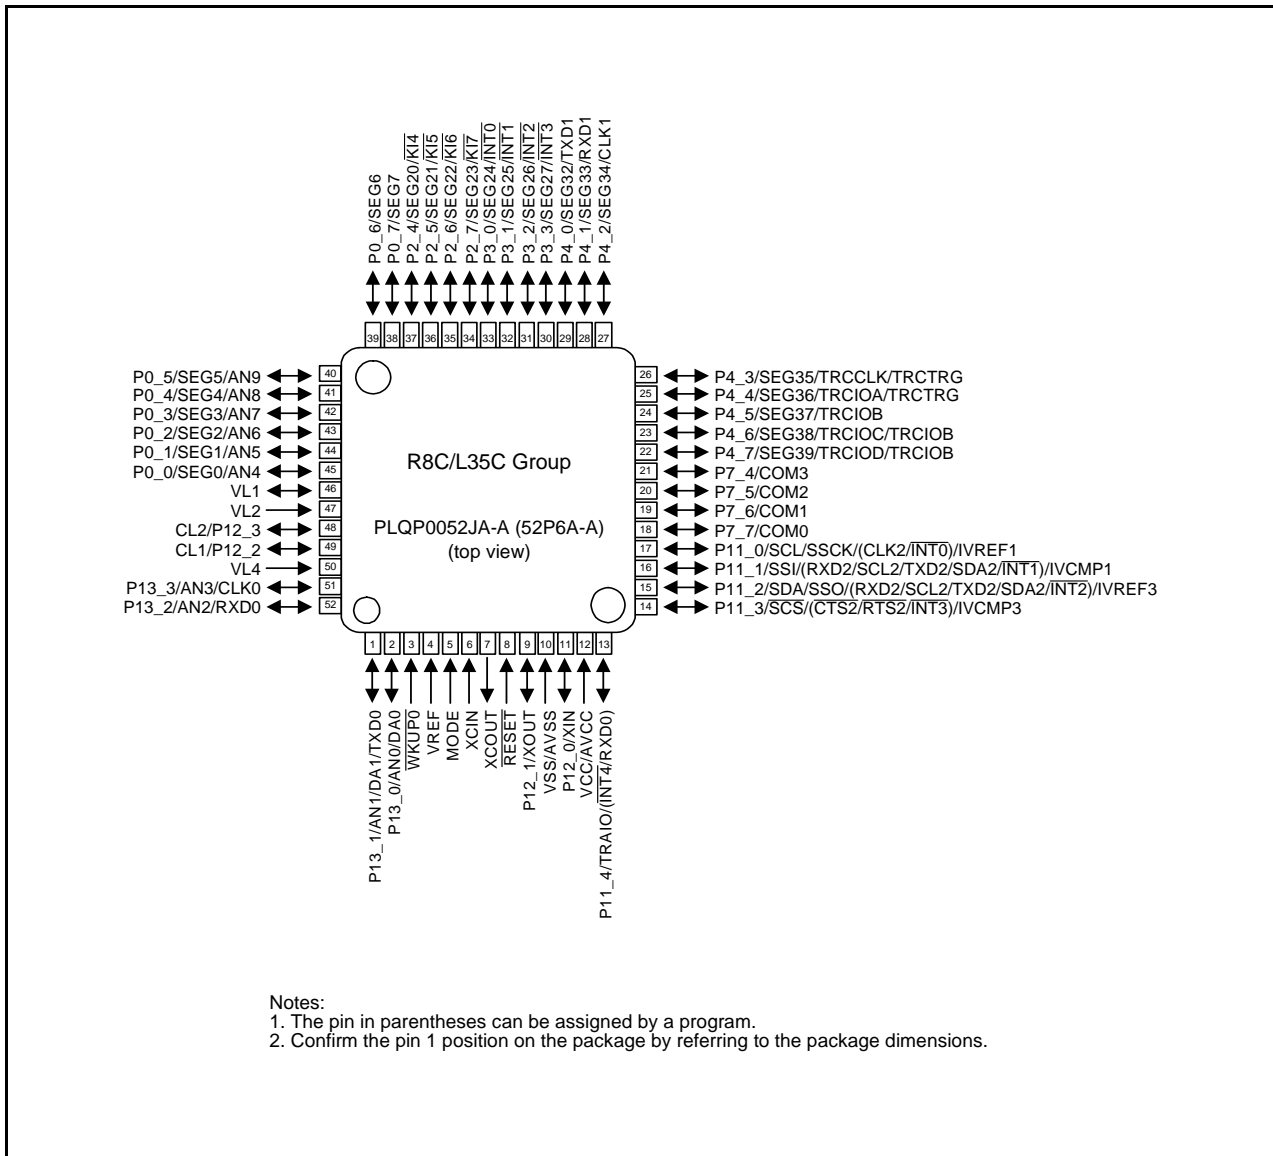 P0_6/SEG6
P0_7/SEG7
P2_4/SEG20/KI4
P2_5/SEG21/KI5
P2_6/SEG22/KI6
P2_7/SEG23/KI7
P3_0/SEG24/INT0
P3_1/SEG25/INT1
P3_2/SEG26/INT2
P3_3/SEG27/INT3
P4_0/SEG32/TXD1
P4_1/SEG33/RXD1
P4_2/SEG34/CLK1
39 38 37 36 35 34 33 32 31 30 29 28 27
P0_5/SEG5/AN9 40
P0_4/SEG4/AN8 41
P0_3/SEG3/AN7 42
P0_2/SEG2/AN6 43
P0_1/SEG1/AN5 44
P0_0/SEG0/AN4 45
VL1 46
VL2 47
CL2/P12_3 48
CL1/P12_2 49
VL4 50
P13_3/AN3/CLK0 51
P13_2/AN2/RXD0 52
R8C/L35C Group
PLQP0052JA-A (52P6A-A)
(top view)
26 P4_3/SEG35/TRCCLK/TRCTRG
25 P4_4/SEG36/TRCIOA/TRCTRG
24 P4_5/SEG37/TRCIOB
23 P4_6/SEG38/TRCIOC/TRCIOB
22 P4_7/SEG39/TRCIOD/TRCIOB
21 P7_4/COM3
20 P7_5/COM2
19 P7_6/COM1
18 P7_7/COM0
17 P11_0/SCL/SSCK/(CLK2/INT0)/IVREF1
16 P11_1/SSI/(RXD2/SCL2/TXD2/SDA2/INT1)/IVCMP1
15 P11_2/SDA/SSO/(RXD2/SCL2/TXD2/SDA2/INT2)/IVREF3
14 P11_3/SCS/(CTS2/RTS2/INT3)/IVCMP3
1 2 3 4 5 6 7 8 9 10 11 12 13
P13_1/AN1/DA1/TXD0
P13_0/AN0/DA0
WKUP0
VREF
MODE
XCIN
XCOUT
RESET
P12_1/XOUT
VSS/AVSS
P12_0/XIN
VCC/AVCC
P11_4/TRAIO/(INT4/RXD0)
Notes:
1. The pin in parentheses can be assigned by a program.
2. Confirm the pin 1 position on the package by referring to the package dimensions.